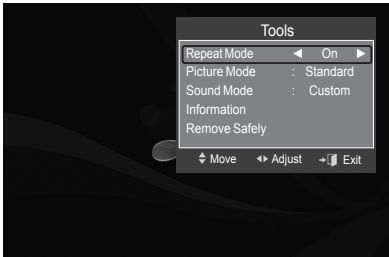 Tools
Repeat Mode ◀ On ▶
Picture Mode : Standard
Sound Mode : Custom
Information
Remove Safely
Move Adjust Exit